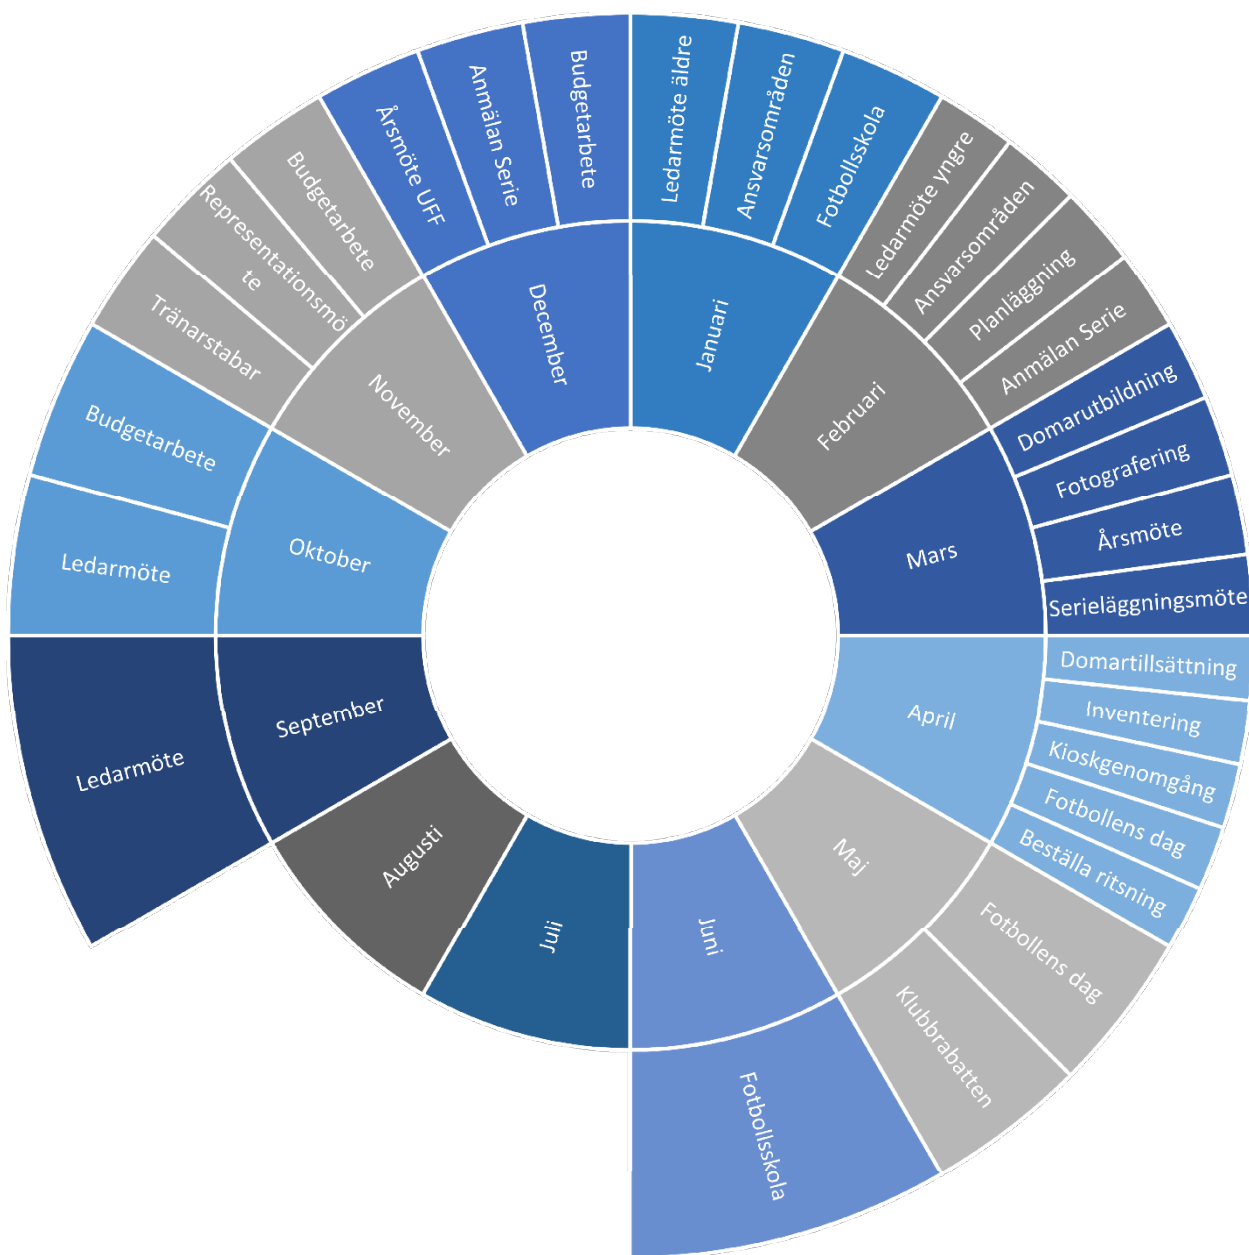 Januari
Ledarmöte äldre
Ansvarsområden
Fotbollsskola
Februari
Ledarmöte yngre
Ansvarsområden
Planläggning
Anmälan Serie
Mars
Domarutbildning
Fotografering
Årsmöte
Serieläggningsmöte
April
Domartillsättning
Inventering
Kioskgenomgång
Fotbollens dag
Beställa ritsning
Maj
Fotbollens dag
Klubbrabatten
Juni
Fotbollsskola
Juli
Augusti
September
Ledarmöte
Oktober
Ledarmöte
Budgetarbete
November
Tränarstabar
Representationsmö
te
Budgetarbete
December
Årsmöte UFF
Anmälan Serie
Budgetarbete